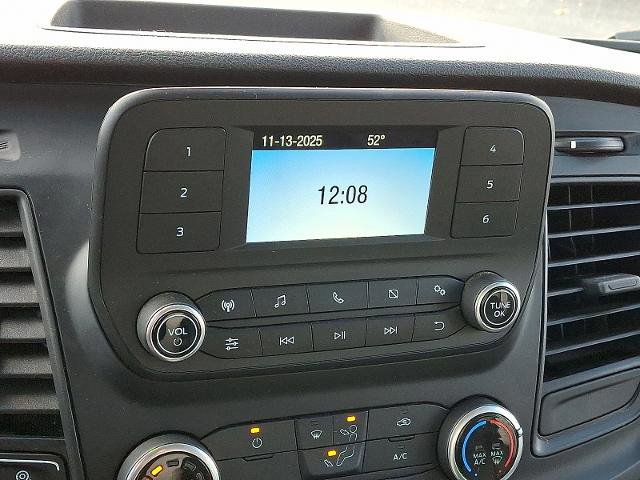 11-13-2025 52°
12:08
1
2
3
4
5
6
VOL
TUNE
OK
A/C
MAX
A/C
MAX